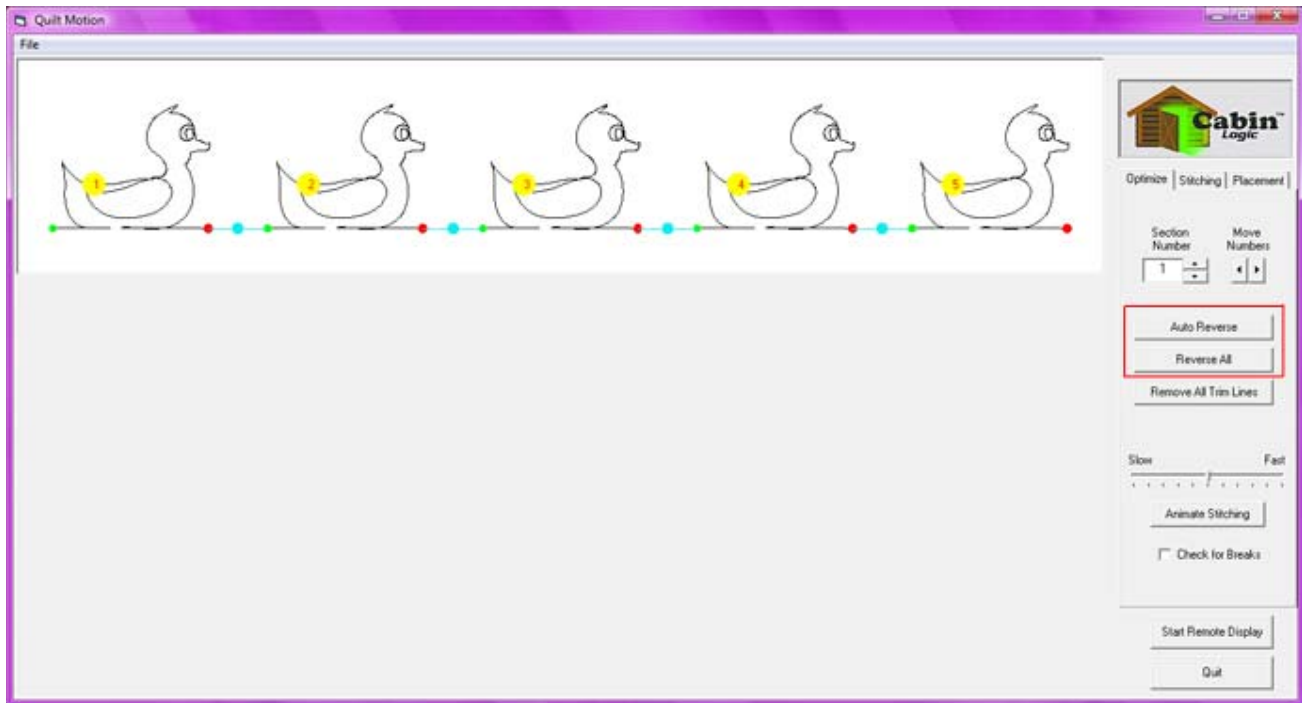 Quilt Motion
File
1 2 3 4 5
Cabin™
Logic
Optimize Stitching Placement
Section Number
Move Numbers
1
Auto Reverse
Reverse All
Remove All Trim Lines
Slow Fast
Animate Stitching
Check for Breaks
Start Remote Display
Quit